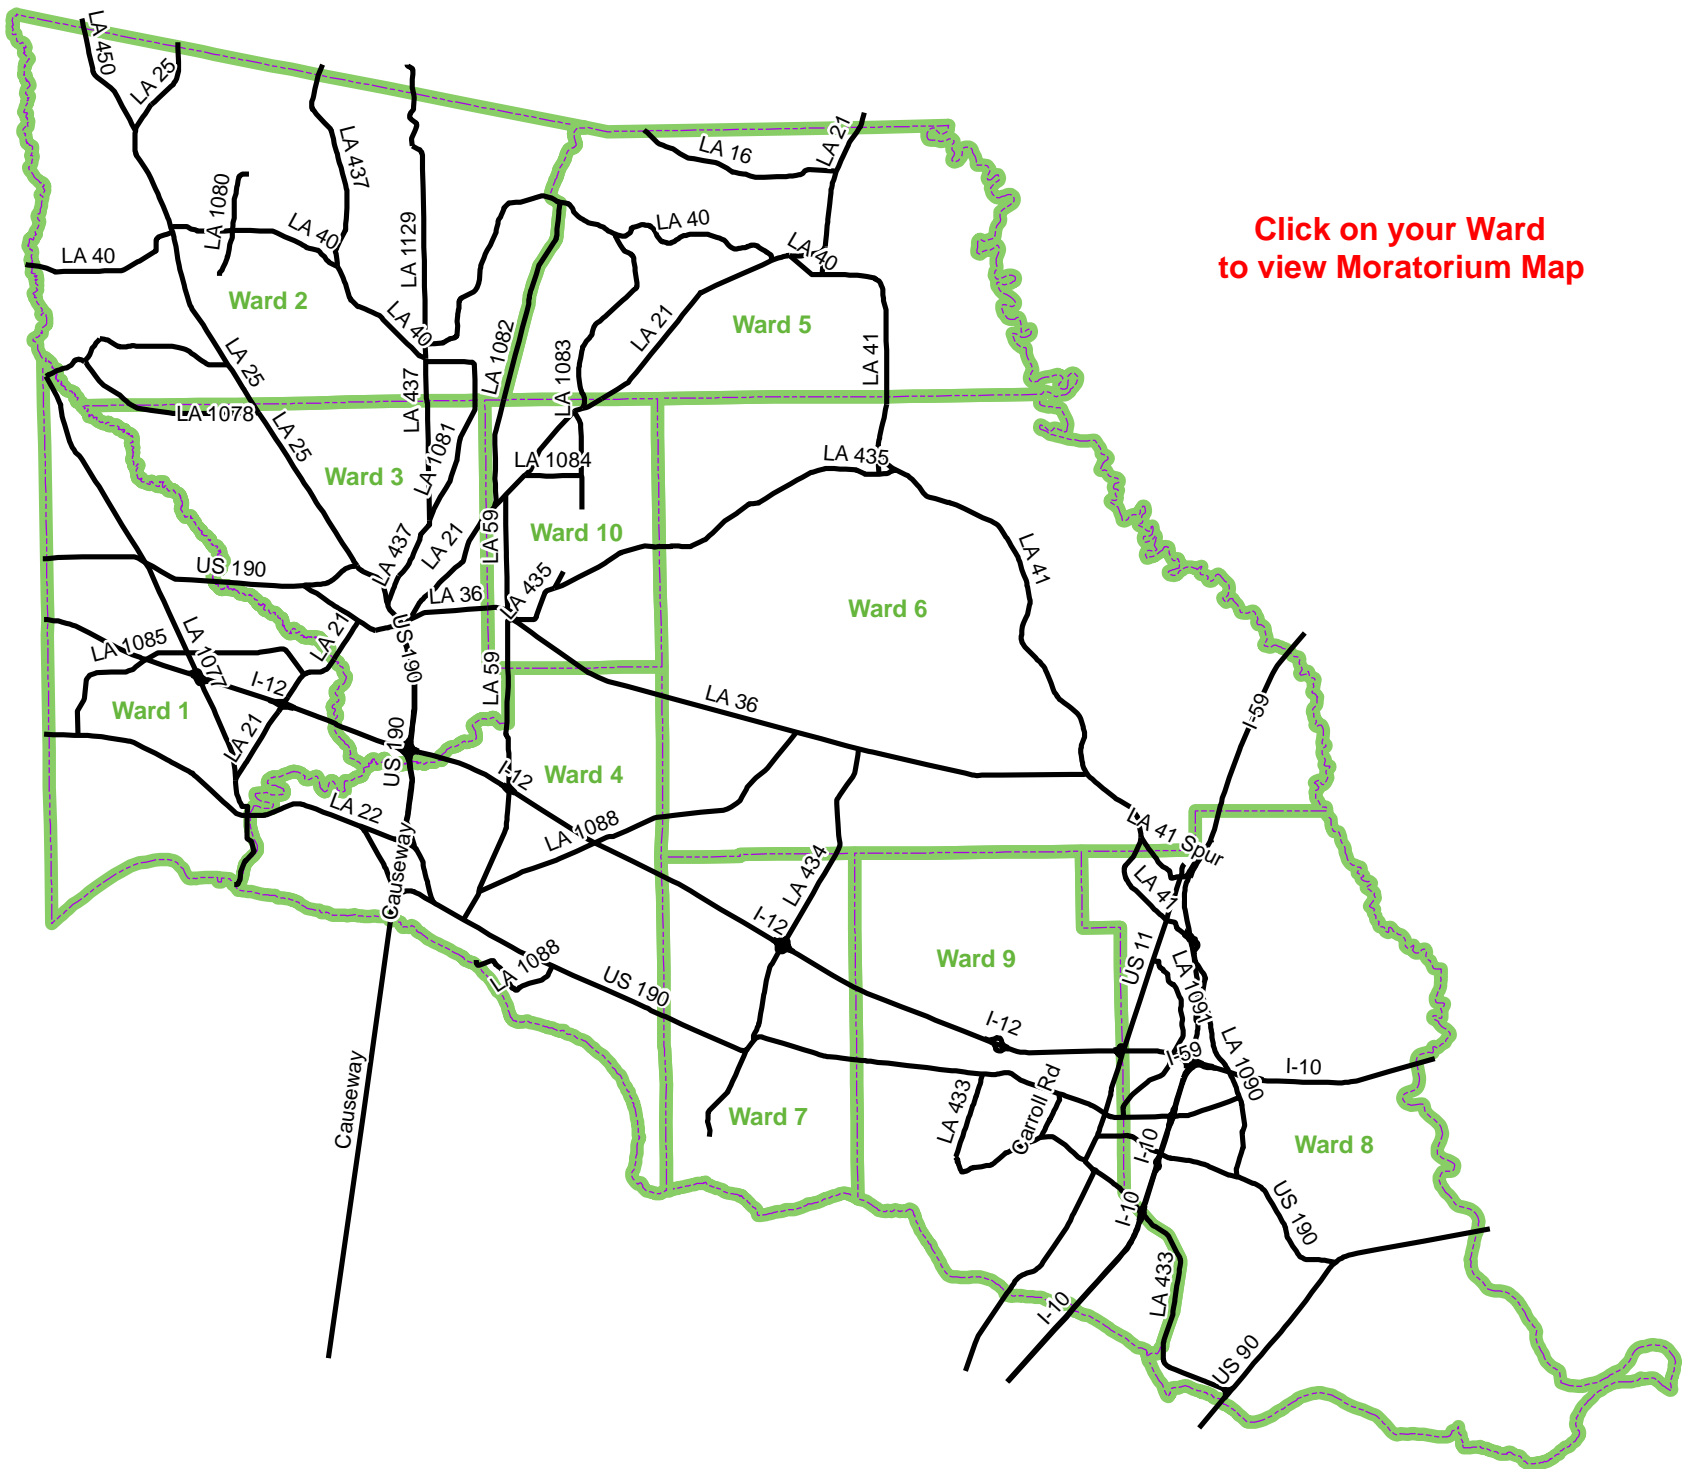 LA 450
LA 25
LA 437
LA 16
LA 21
LA 1080
LA 40
LA 1129
LA 40
LA 40
LA 40
Click on your Ward
to view Moratorium Map
Ward 2
LA 40
LA 1082
LA 21
Ward 5
LA 25
LA 1083
LA 41
LA 437
LA 1078
LA 25
LA 1081
Ward 3
LA 1084
LA 435
LA 59
Ward 10
LA 21
LA 437
US 190
LA 41
LA 435
LA 36
Ward 6
LA 1085
LA 1077
LA 21
US 190
LA 59
I-12
LA 36
Ward 1
LA 21
US 190
I-59
I-12
Ward 4
LA 22
LA 1088
LA 41 Spur
Causeway
LA 434
LA 41
I-12
LA 1088
US 190
Ward 9
US 11
LA 1091
I-12
I-59
LA 1090
I-10
Causeway
LA 433
Carroll Rd
Ward 7
I-10
Ward 8
I-10
US 190
LA 433
I-10
US 90